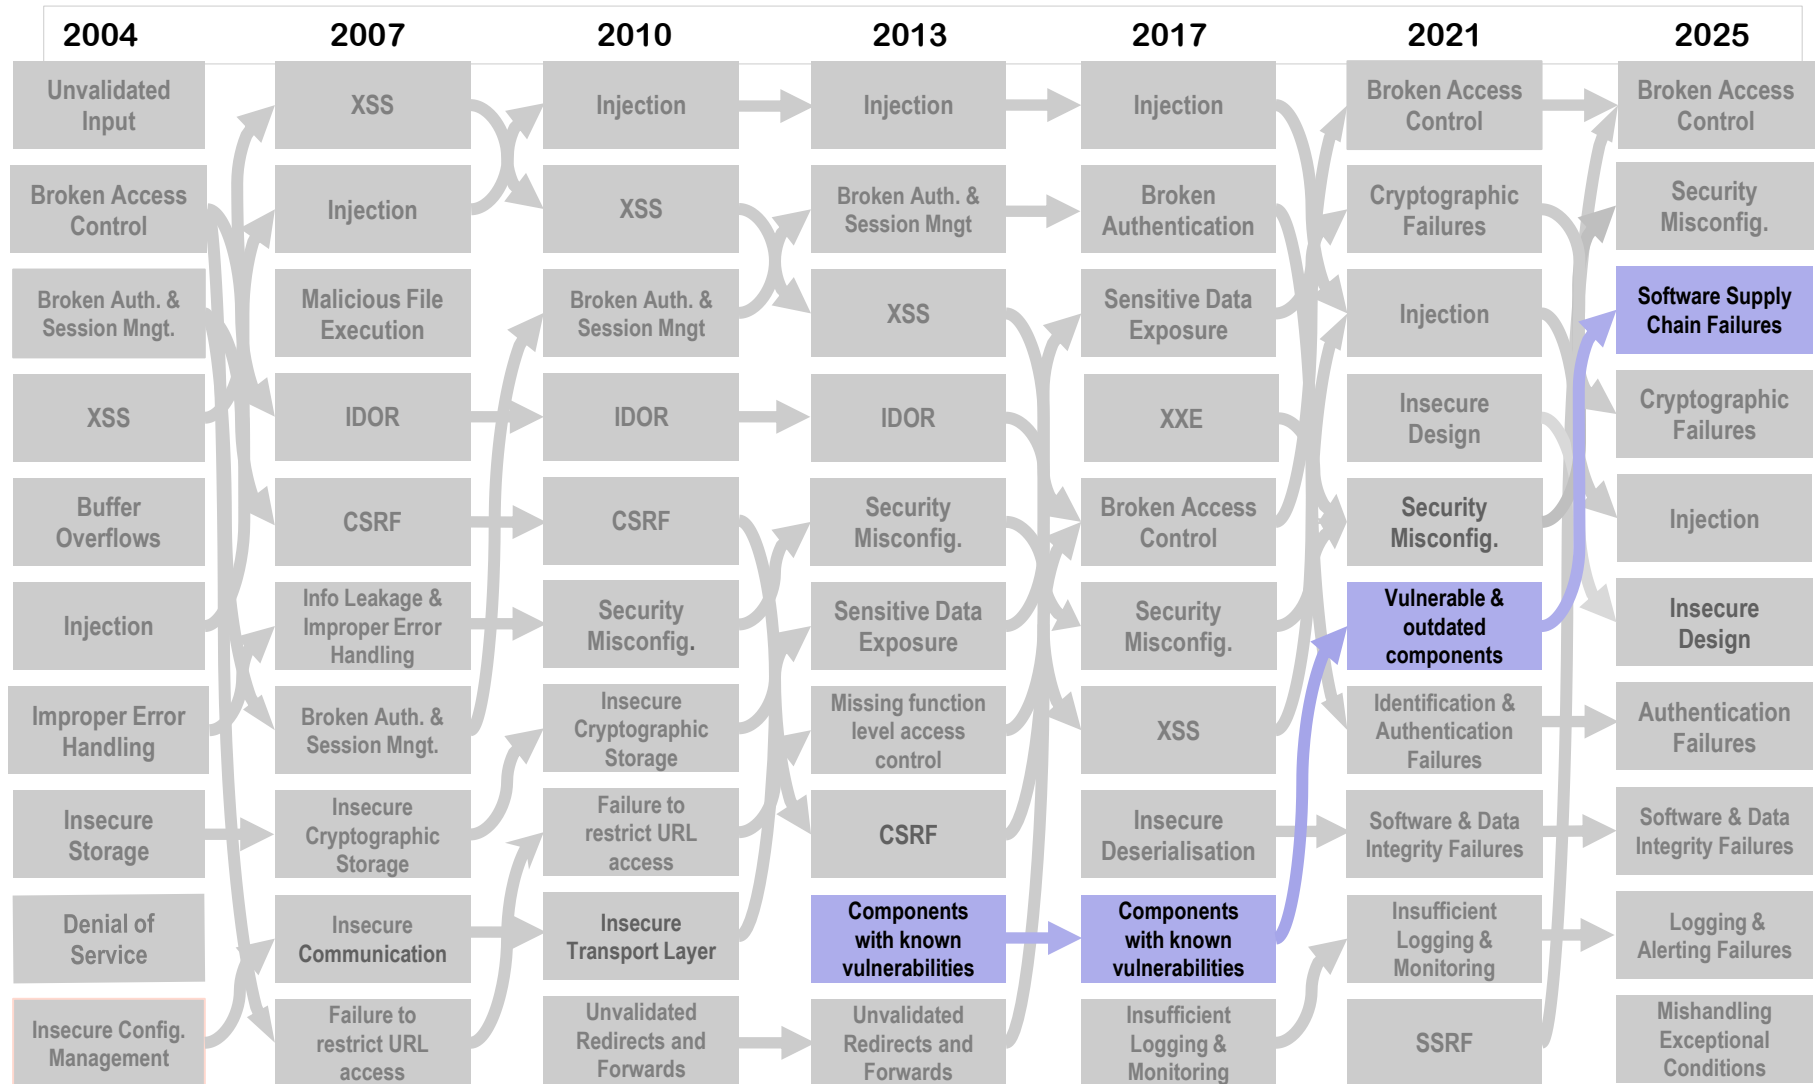 2004
2007
2010
2013
2017
2021
2025
Unvalidated
Input
XSS
Injection
Injection
Injection
Broken Access
Control
Broken Access
Control
Broken Access
Control
Injection
XSS
Broken Auth. &
Session Mngt
Broken
Authentication
Cryptographic
Failures
Security
Misconfig.
Broken Auth. &
Session Mngt.
Malicious File
Execution
Broken Auth. &
Session Mngt
XSS
Sensitive Data
Exposure
Injection
Software Supply
Chain Failures
XSS
IDOR
IDOR
IDOR
XXE
Insecure
Design
Cryptographic
Failures
Buffer
Overflows
CSRF
CSRF
Security
Misconfig.
Broken Access
Control
Security
Misconfig.
Injection
Injection
Info Leakage &
Improper Error
Handling
Security
Misconfig.
Sensitive Data
Exposure
Security
Misconfig.
Vulnerable &
outdated
components
Insecure
Design
Improper Error
Handling
Broken Auth. &
Session Mngt.
Insecure
Cryptographic
Storage
Missing function
level access
control
XSS
Identification &
Authentication
Failures
Authentication
Failures
Insecure
Storage
Insecure
Cryptographic
Storage
Failure to
restrict URL
access
CSRF
Insecure
Deserialisation
Software & Data
Integrity Failures
Software & Data
Integrity Failures
Denial of
Service
Insecure
Communication
Insecure
Transport Layer
Components
with known
vulnerabilities
Components
with known
vulnerabilities
Insufficient
Logging &
Monitoring
Logging &
Alerting Failures
Insecure Config.
Management
Failure to
restrict URL
access
Unvalidated
Redirects and
Forwards
Unvalidated
Redirects and
Forwards
Insufficient
Logging &
Monitoring
SSRF
Mishandling
Exceptional
Conditions